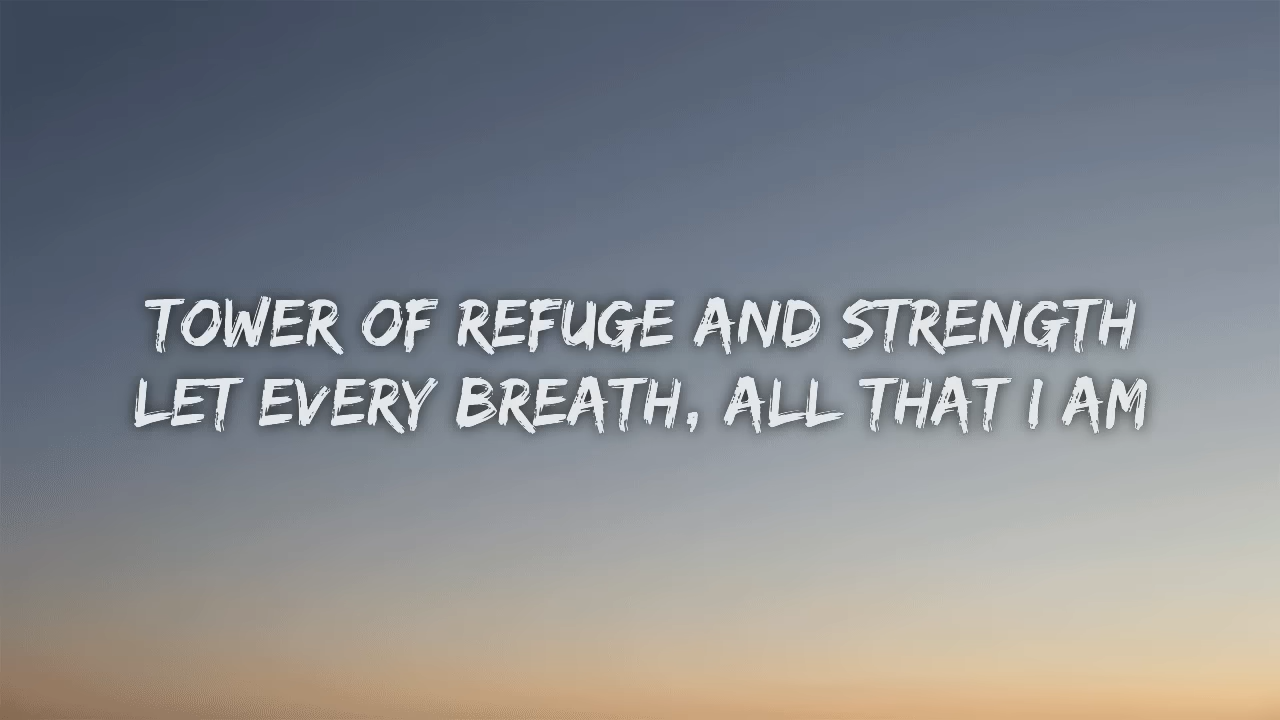 TOWER OF REFUGE AND STRENGTH
LET EVERY BREATH, ALL THAT I AM